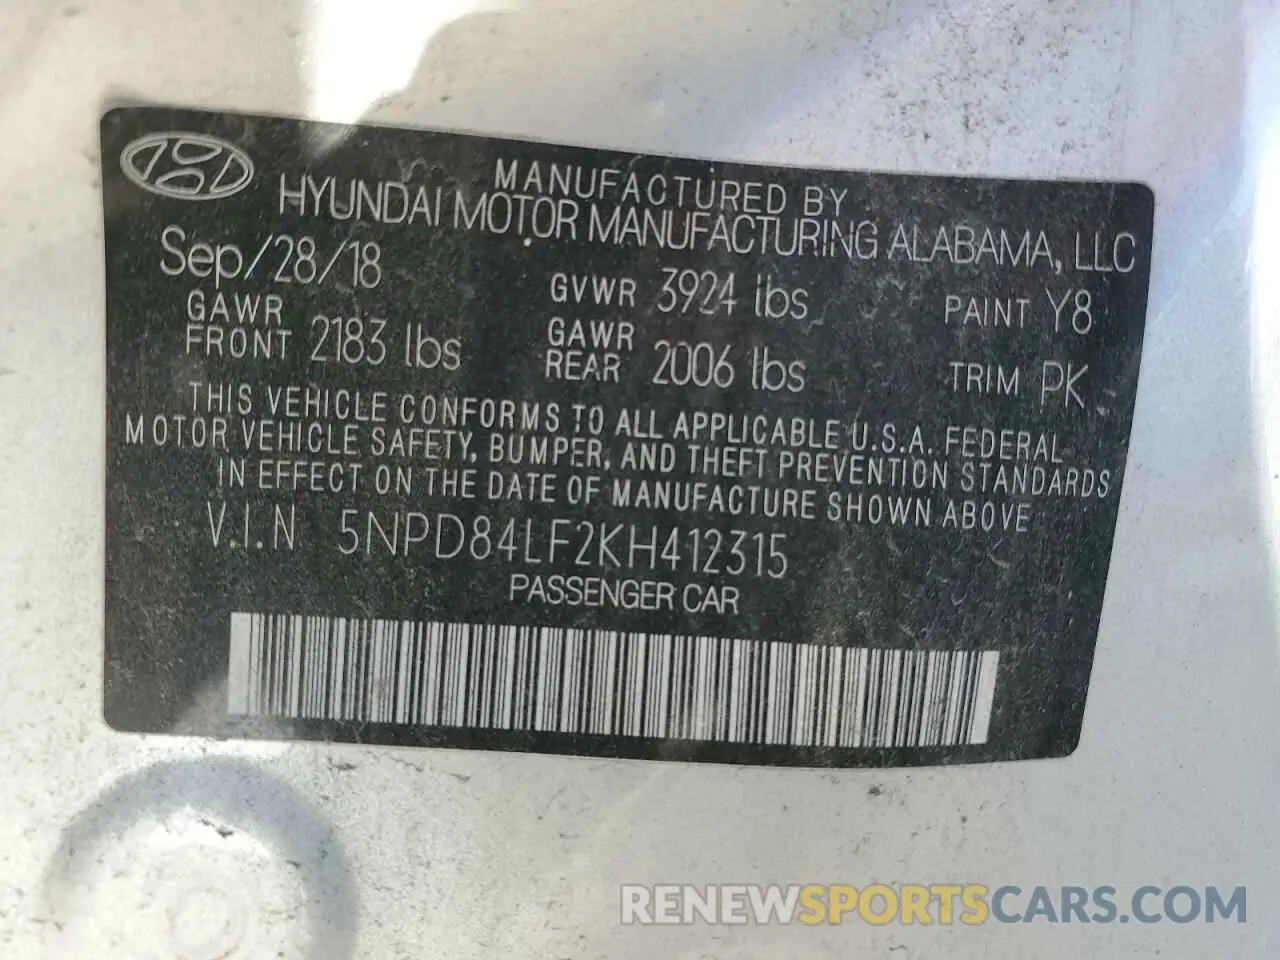 MANUFACTURED BY
HYUNDAI MOTOR MANUFACTURING ALABAMA, LLC
Sep/28/18
GVWR 3924 lbs
PAINT Y8
GAWR FRONT 2183 lbs
GAWR REAR 2006 lbs
TRIM PK
THIS VEHICLE CONFORMS TO ALL APPLICABLE U.S.A. FEDERAL
MOTOR VEHICLE SAFETY, BUMPER, AND THEFT PREVENTION STANDARDS
IN EFFECT ON THE DATE OF MANUFACTURE SHOWN ABOVE
V.I.N 5NPD84LF2KH412315
PASSENGER CAR
RENEWSPORTSCARS.COM